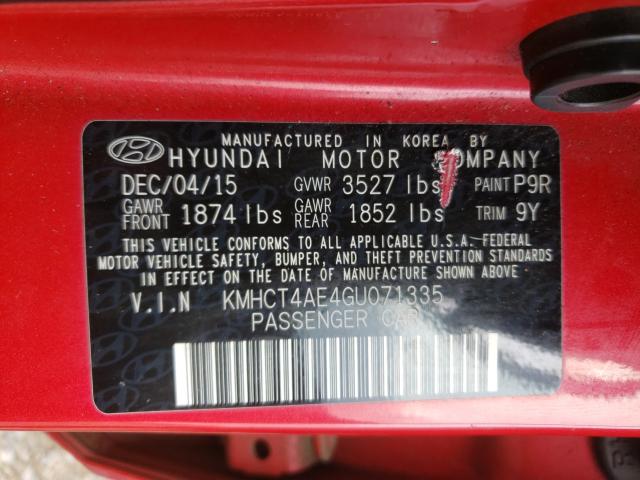 MANUFACTURED IN KOREA BY
HYUNDAI MOTOR COMPANY
DEC/04/15 GVWR 3527 lbs PAINT P9R
GAWR FRONT 1874 lbs GAWR REAR 1852 lbs TRIM 9Y
THIS VEHICLE CONFORMS TO ALL APPLICABLE U.S.A. FEDERAL
MOTOR VEHICLE SAFETY, BUMPER, AND THEFT PREVENTION STANDARDS
IN EFFECT ON THE DATE OF MANUFACTURE SHOWN ABOVE.
V.I.N KMHCT4AE4GU071335
PASSENGER CAR